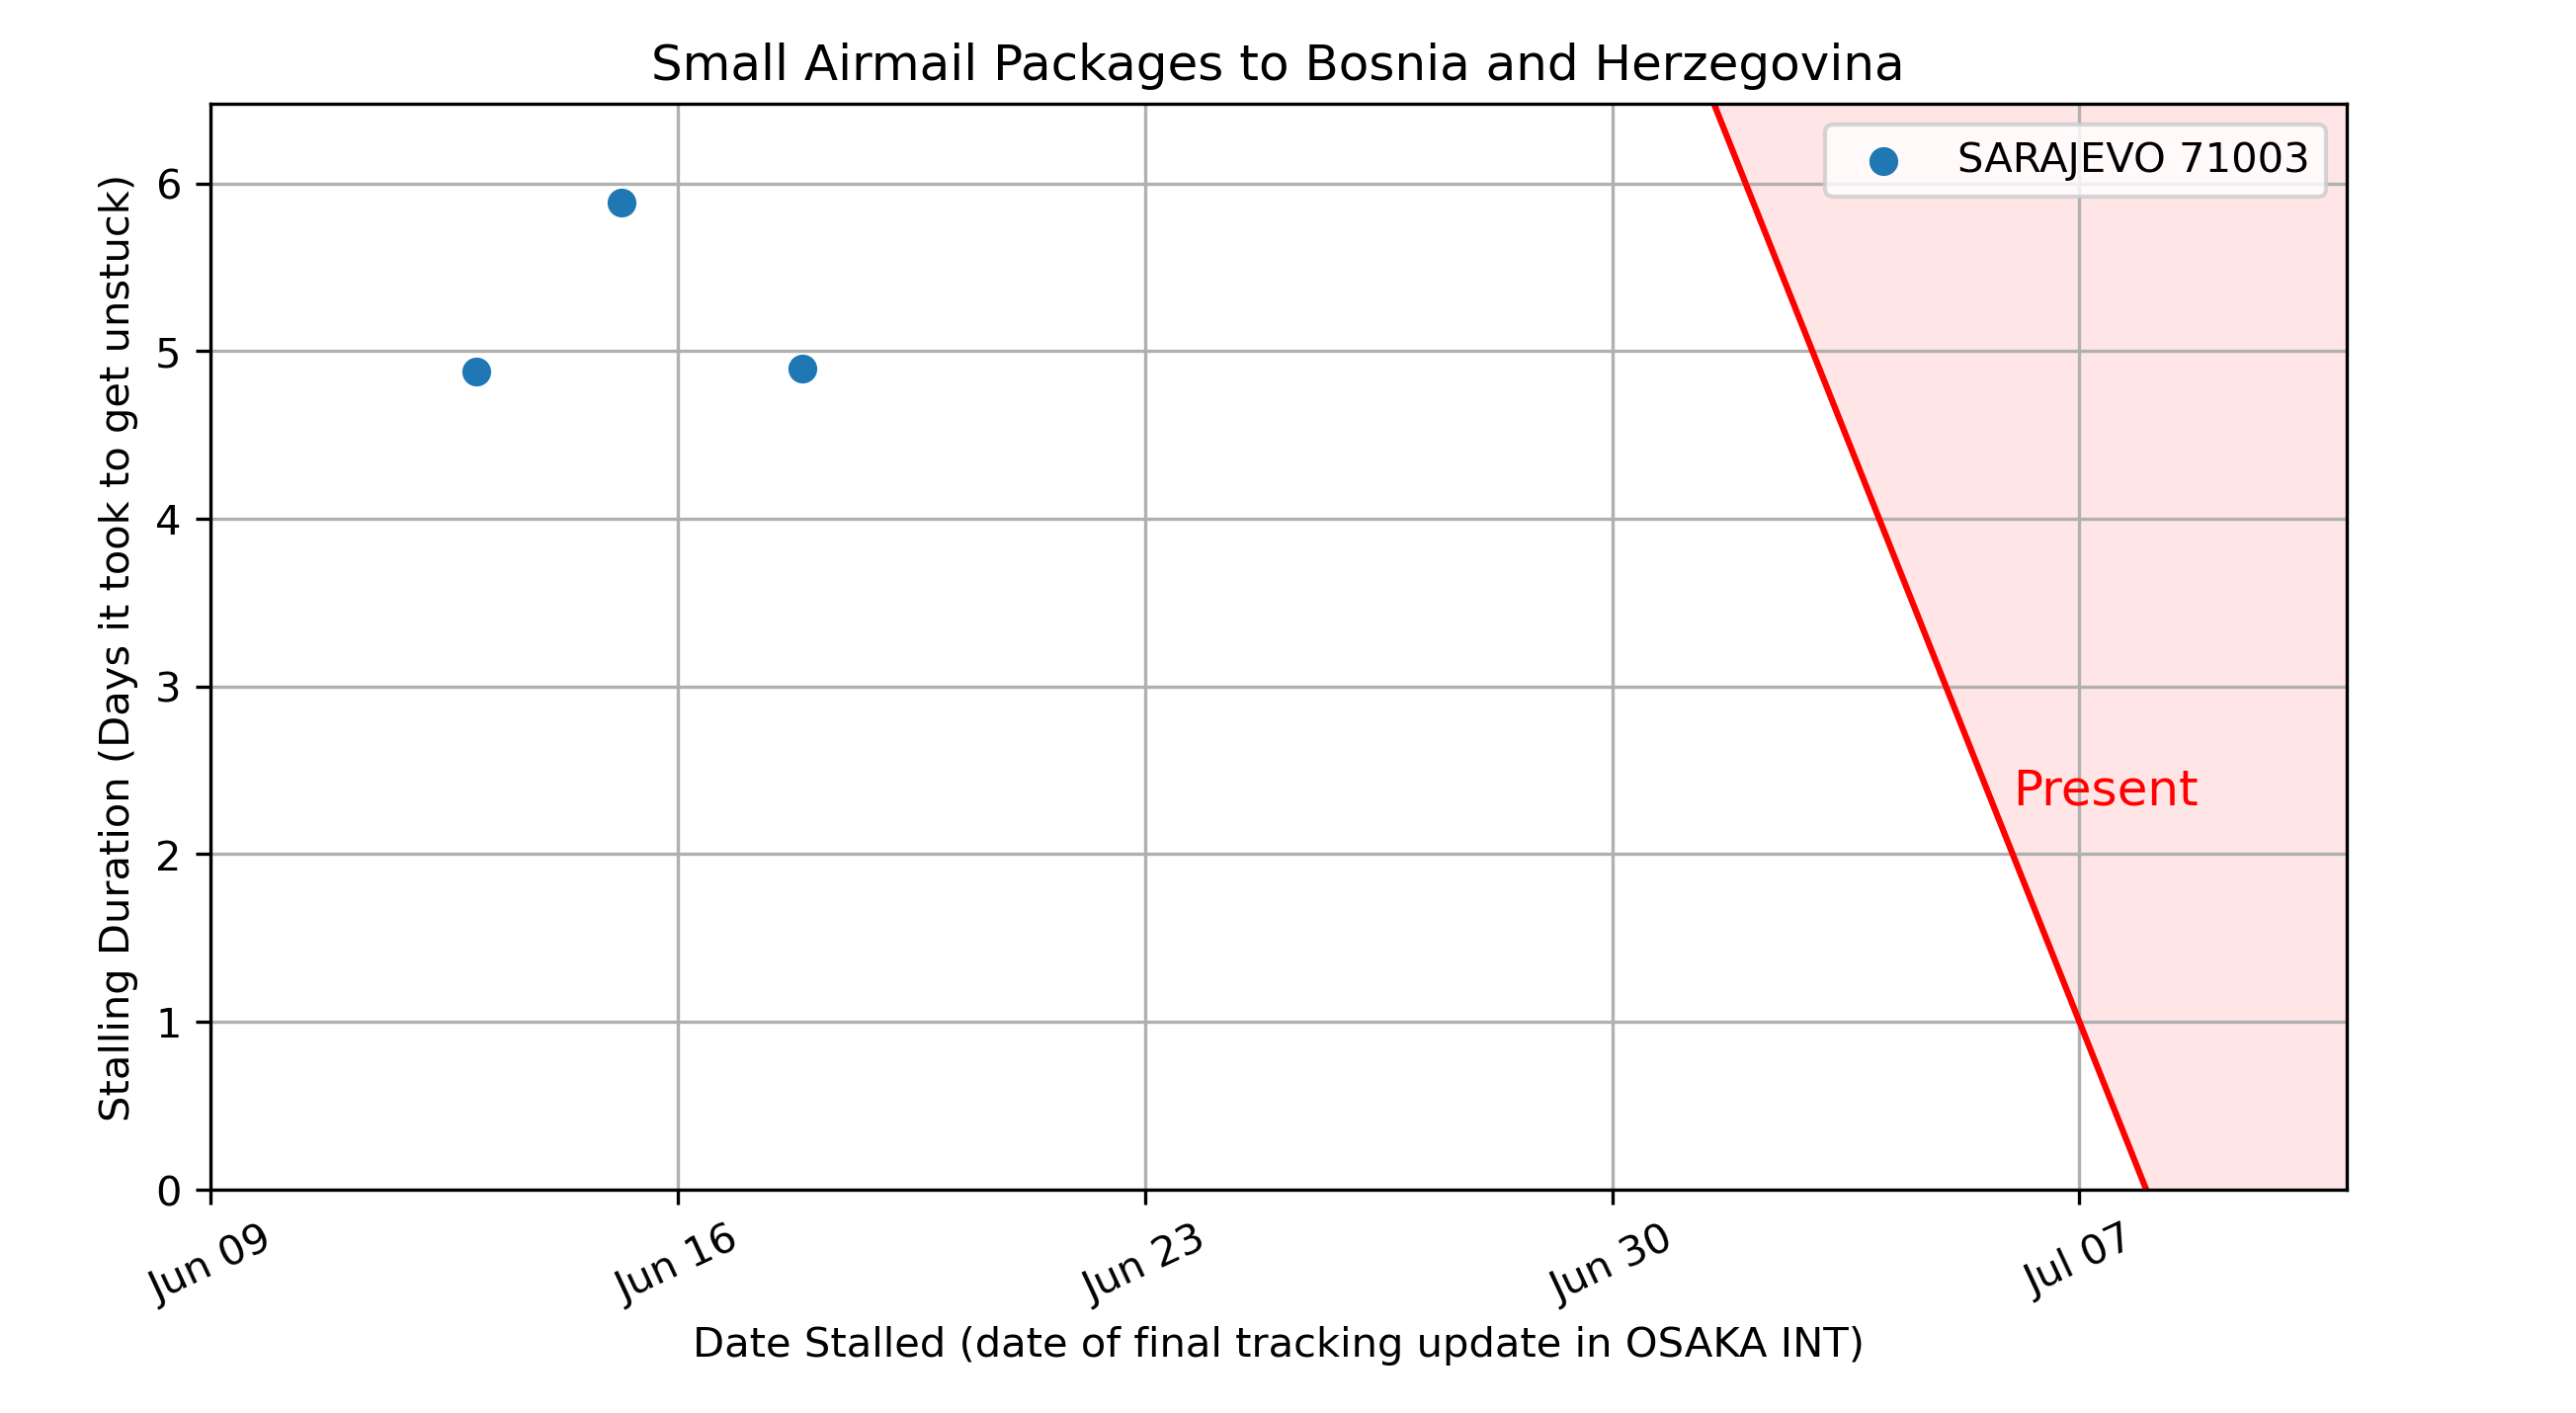 Small Airmail Packages to Bosnia and Herzegovina
SARAJEVO 71003
Stalling Duration (Days it took to get unstuck)
6
5
4
3
2
1
0
Present
Jun 09
Jun 16
Jun 23
Jun 30
Jul 07
Date Stalled (date of final tracking update in OSAKA INT)